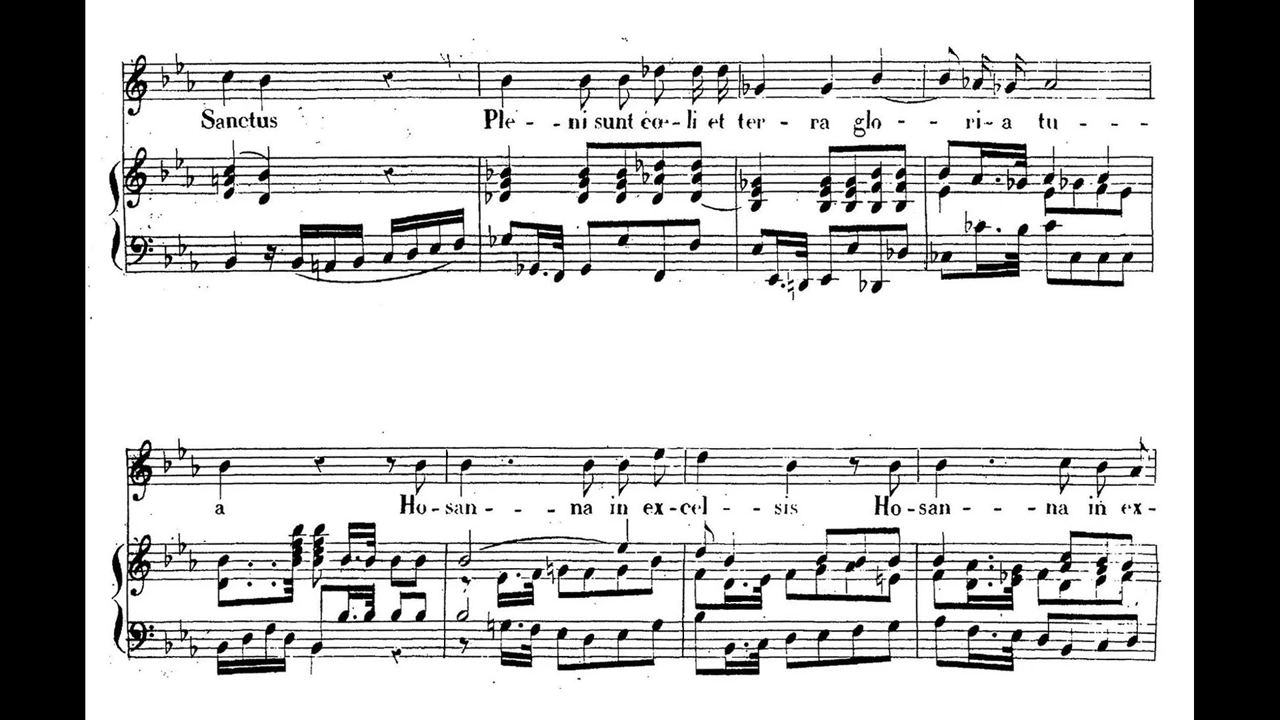 Sanctus Ple - - ni sunt cœ - li et ter - - ra glo - - ri - a tu - - -
a Ho - san - - - na in ex - cel - - sis Ho - san - - - na in ex -